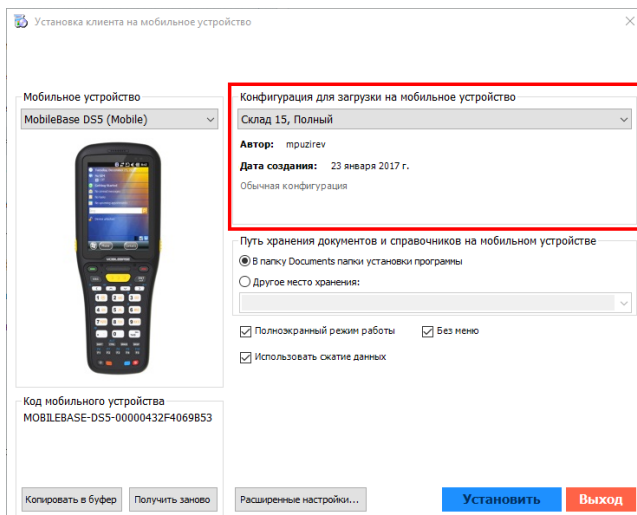 Установка клиента на мобильное устройство
Мобильное устройство
MobileBase DS5 (Mobile)
Конфигурация для загрузки на мобильное устройство
Склад 15, Полный
Автор: mpuzirev
Дата создания: 23 января 2017 г.
Обычная конфигурация
Путь хранения документов и справочников на мобильном устройстве
В папку Documents папки установки программы
Другое место хранения:
Полноэкранный режим работы
Без меню
Использовать сжатие данных
Код мобильного устройства
MOBILEBASE-DS5-00000432F4069B53
Копировать в буфер
Получить заново
Расширенные настройки...
Установить
Выход